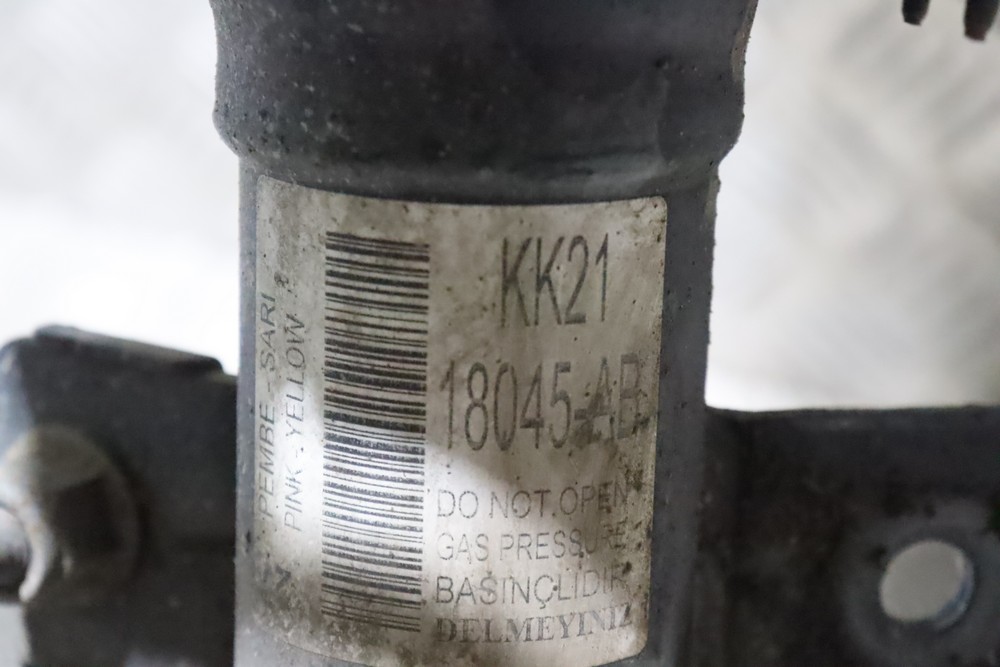 KK21
18045-AB
DO NOT OPEN
GAS PRESSURE
BASINÇLIDIR
DELMEYINIZ
PEMBE - SARI
PINK - YELLOW